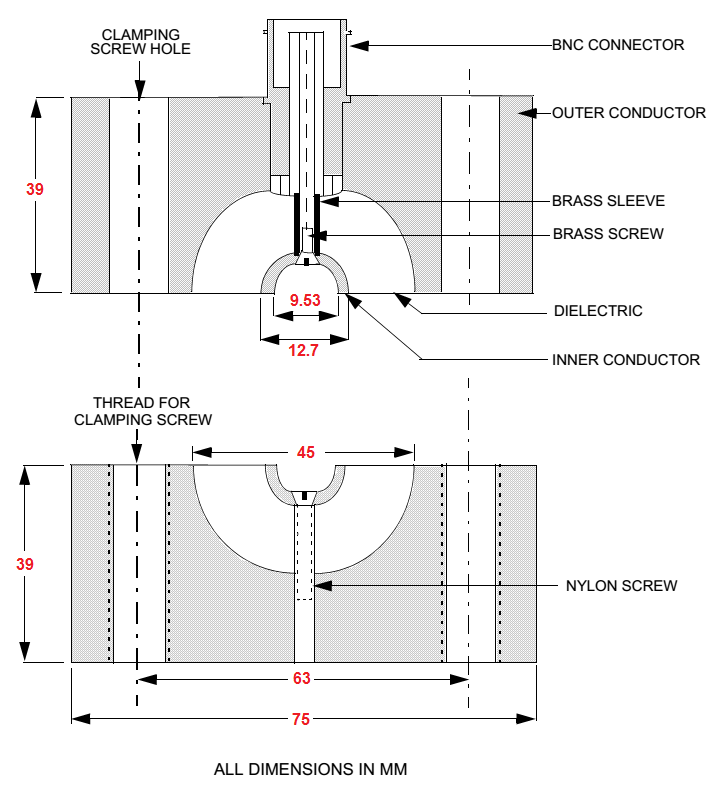 CLAMPING
SCREW HOLE
BNC CONNECTOR
OUTER CONDUCTOR
39
BRASS SLEEVE
BRASS SCREW
9.53
DIELECTRIC
12.7
INNER CONDUCTOR
THREAD FOR
CLAMPING SCREW
45
39
NYLON SCREW
63
75
ALL DIMENSIONS IN MM